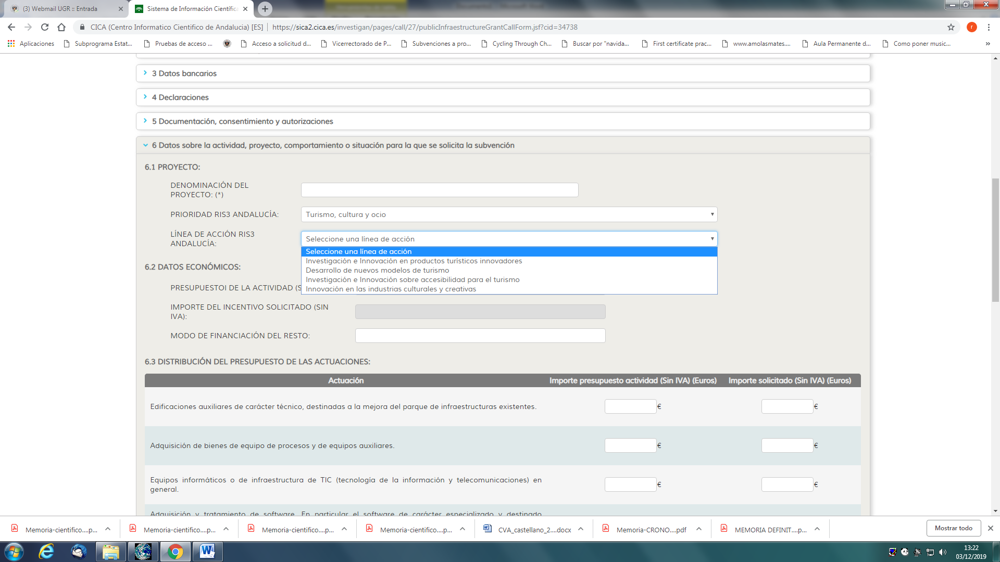 (3) Webmail UGR :: Entrada
Sistema de Información Científica
CICA (Centro Informatico Cientifico de Andalucia) [ES]
https://sica2.cica.es/investigan/pages/call/27/publicInfraestructureGrantCallForm.jsf?cid=34738
r
Aplicaciones
Subprograma Estat...
Pruebas de acceso ...
Acceso a solicitud d...
Vicerrectorado de P...
Subvenciones a pro...
Cycling Through Ch...
Buscar por "navida...
First certificate prac...
www.amolasmates....
Aula Permanente d...
Como poner music...
»
3 Datos bancarios
4 Declaraciones
5 Documentación, consentimiento y autorizaciones
6 Datos sobre la actividad, proyecto, comportamiento o situación para la que se solicita la subvención
6.1 PROYECTO:
DENOMINACIÓN DEL
PROYECTO: (*)
PRIORIDAD RIS3 ANDALUCÍA:
Turismo, cultura y ocio
LÍNEA DE ACCIÓN RIS3
ANDALUCÍA:
Seleccione una línea de acción
Seleccione una línea de acción
Investigación e Innovación en productos turísticos innovadores
Desarrollo de nuevos modelos de turismo
Investigación e Innovación sobre accesibilidad para el turismo
Innovación en las industrias culturales y creativas
6.2 DATOS ECONÓMICOS:
PRESUPUESTOI DE LA ACTIVIDAD (S
IMPORTE DEL INCENTIVO SOLICITADO (SIN
IVA):
MODO DE FINANCIACIÓN DEL RESTO:
6.3 DISTRIBUCIÓN DEL PRESUPUESTO DE LAS ACTUACIONES:
Actuación
Importe presupuesto actividad (Sin IVA) (Euros)
Importe solicitado (Sin IVA) (Euros)
Edificaciones auxiliares de carácter técnico, destinadas a la mejora del parque de infraestructuras existentes.
€
€
Adquisición de bienes de equipo de procesos y de equipos auxiliares.
€
€
Equipos informáticos o de infraestructura de TIC (tecnología de la información y telecomunicaciones) en
general.
€
€
Adquisición y tratamiento de software. En particular el software de carácter especializado y destinado
Memoria-cientifico....p...
Memoria-cientifico....p...
Memoria-cientifico....p...
Memoria-cientifico....p...
CVA_castellano_2....docx
Memoria-CRONO....pdf
MEMORIA DEFINIT....p...
Mostrar todo
13:22
03/12/2019